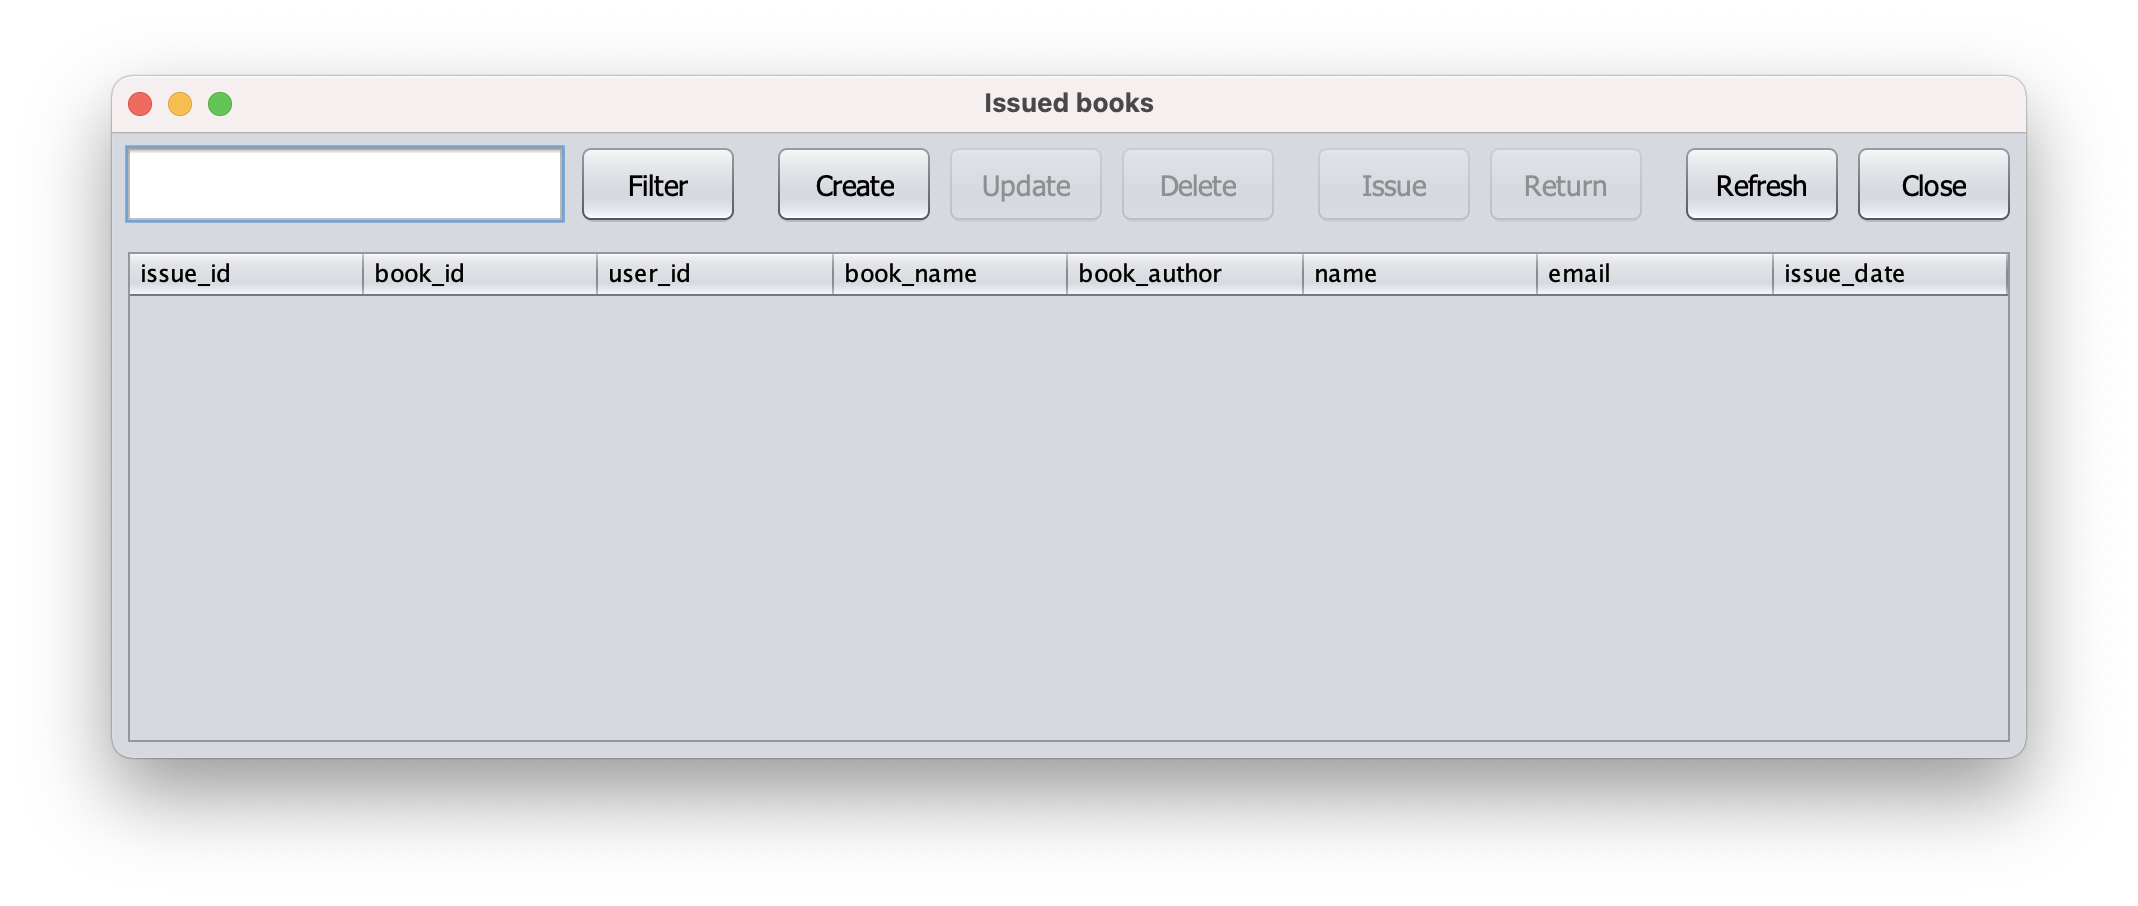 Issued books
Filter Create Update Delete Issue Return Refresh Close
issue_id book_id user_id book_name book_author name email issue_date